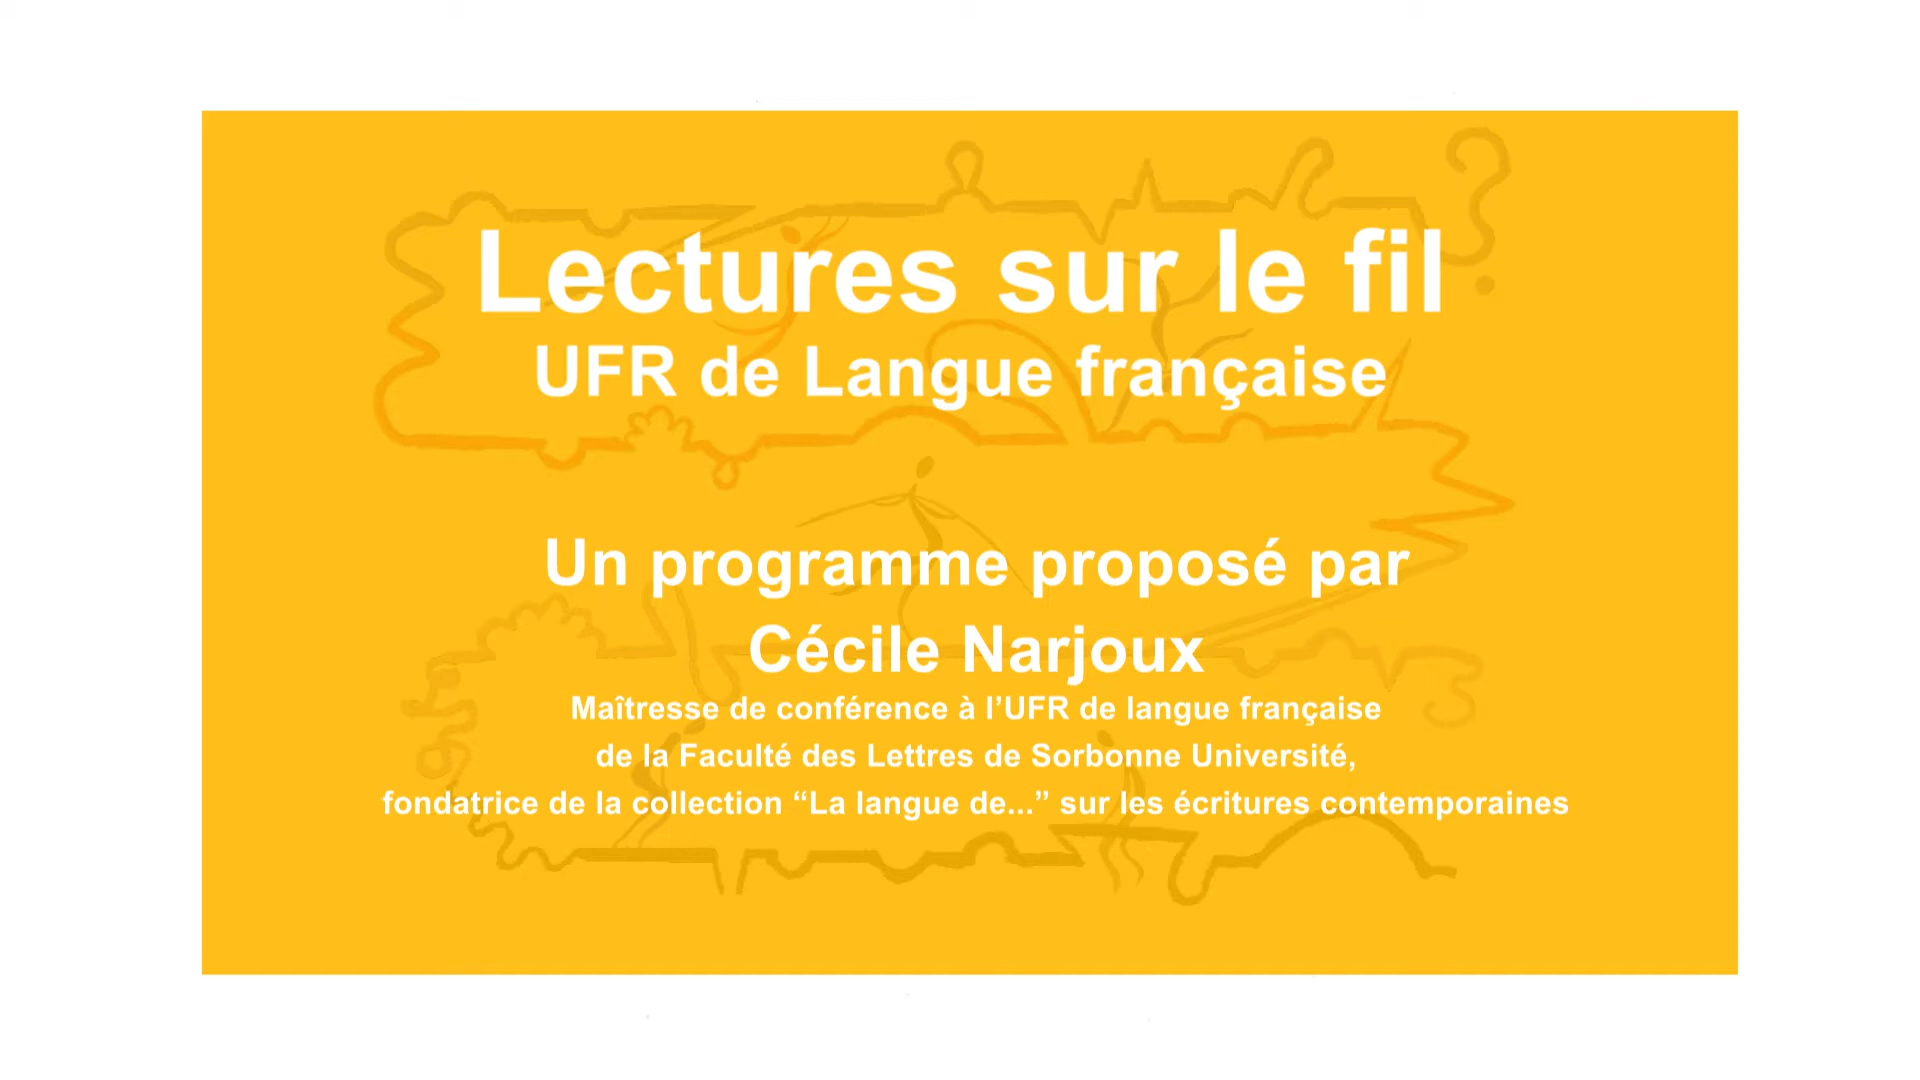 Lectures sur le fil
UFR de Langue française
Un programme proposé par
Cécile Narjoux
Maîtresse de conférence à l’UFR de langue française
de la Faculté des Lettres de Sorbonne Université,
fondatrice de la collection “La langue de...” sur les écritures contemporaines